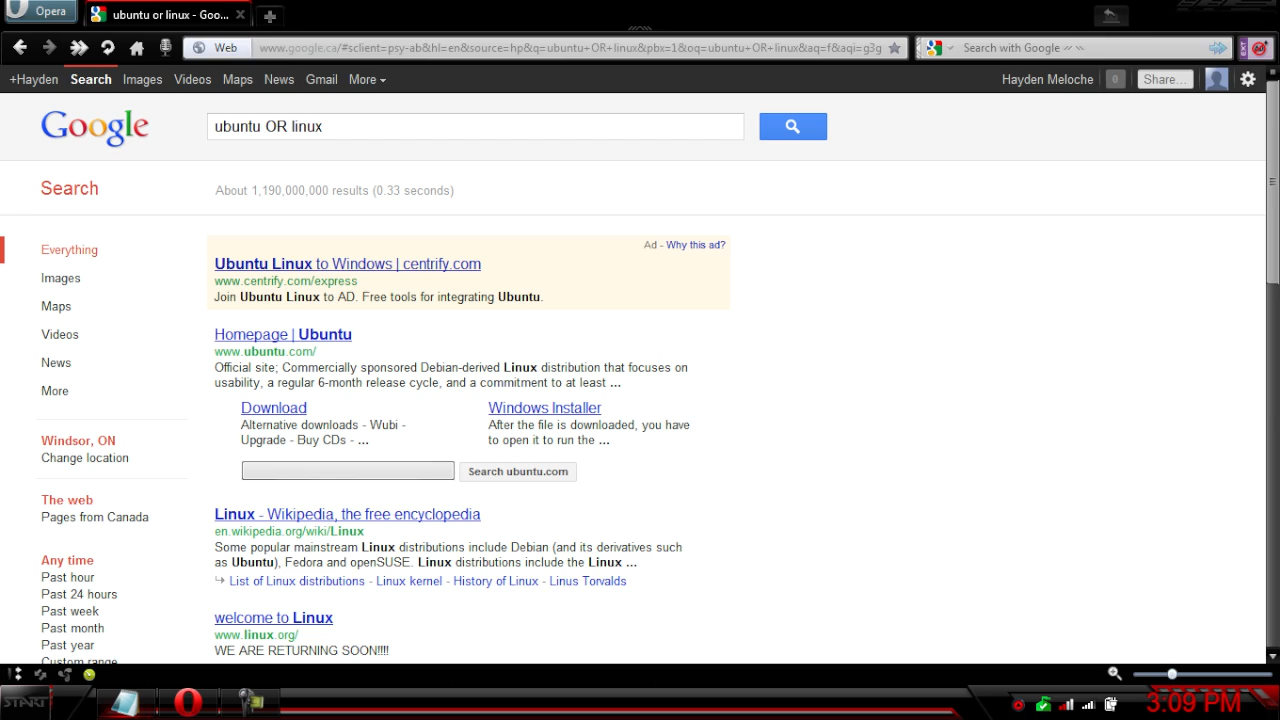 Opera
ubuntu or linux - Goo...
Web
www.google.ca/#sclient=psy-ab&hl=en&source=hp&q=ubuntu+OR+linux&pbx=1&oq=ubuntu+OR+linux&aq=f&aqi=g3g
Search with Google
+Hayden Search Images Videos Maps News Gmail More
Hayden Meloche 0 Share...
Google
ubuntu OR linux
Search
About 1,190,000,000 results (0.33 seconds)
Everything
Images
Maps
Videos
News
More
Windsor, ON
Change location
The web
Pages from Canada
Any time
Past hour
Past 24 hours
Past week
Past month
Past year
Custom range
Ad - Why this ad?
Ubuntu Linux to Windows | centrify.com
www.centrify.com/express
Join Ubuntu Linux to AD. Free tools for integrating Ubuntu.
Homepage | Ubuntu
www.ubuntu.com/
Official site; Commercially sponsored Debian-derived Linux distribution that focuses on
usability, a regular 6-month release cycle, and a commitment to at least ...
Download
Alternative downloads - Wubi -
Upgrade - Buy CDs - ...
Windows Installer
After the file is downloaded, you have
to open it to run the ...
Search ubuntu.com
Linux - Wikipedia, the free encyclopedia
en.wikipedia.org/wiki/Linux
Some popular mainstream Linux distributions include Debian (and its derivatives such
as Ubuntu), Fedora and openSUSE. Linux distributions include the Linux ...
List of Linux distributions - Linux kernel - History of Linux - Linus Torvalds
welcome to Linux
www.linux.org/
WE ARE RETURNING SOON!!!!
START
3:09 PM